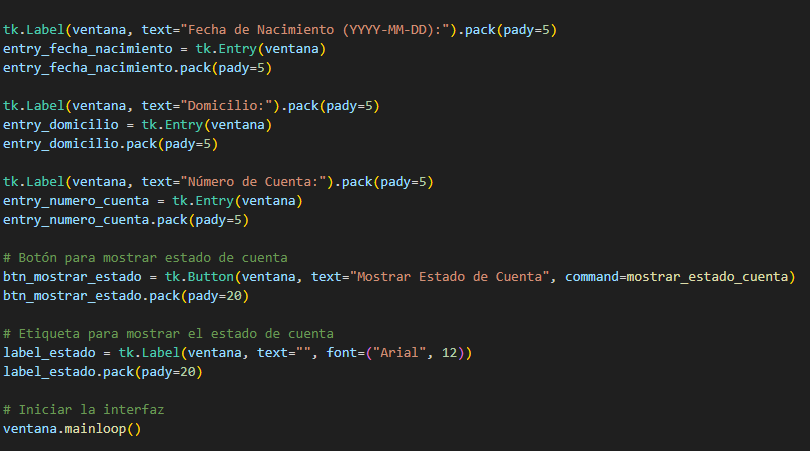 tk.Label(ventana, text="Fecha de Nacimiento (YYYY-MM-DD):").pack(pady=5)
entry_fecha_nacimiento = tk.Entry(ventana)
entry_fecha_nacimiento.pack(pady=5)
tk.Label(ventana, text="Domicilio:").pack(pady=5)
entry_domicilio = tk.Entry(ventana)
entry_domicilio.pack(pady=5)
tk.Label(ventana, text="Número de Cuenta:").pack(pady=5)
entry_numero_cuenta = tk.Entry(ventana)
entry_numero_cuenta.pack(pady=5)
# Botón para mostrar estado de cuenta
btn_mostrar_estado = tk.Button(ventana, text="Mostrar Estado de Cuenta", command=mostrar_estado_cuenta)
btn_mostrar_estado.pack(pady=20)
# Etiqueta para mostrar el estado de cuenta
label_estado = tk.Label(ventana, text="", font=("Arial", 12))
label_estado.pack(pady=20)
# Iniciar la interfaz
ventana.mainloop()